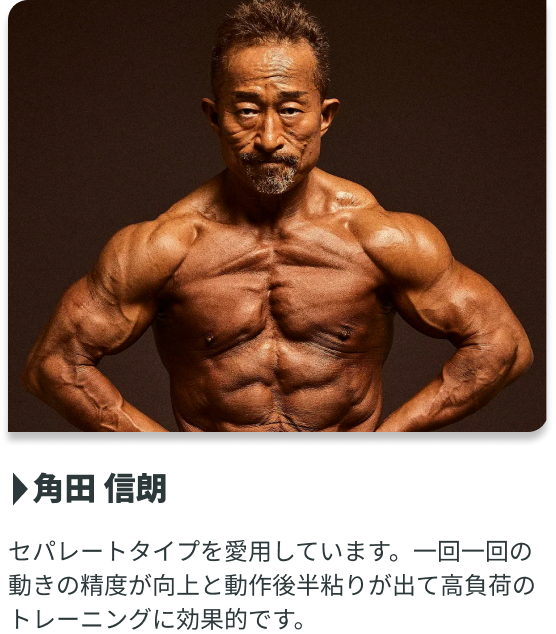 角田 信朗
セパレートタイプを愛用しています。一回一回の
動きの精度が向上と動作後半粘りが出て高負荷の
トレーニングに効果的です。